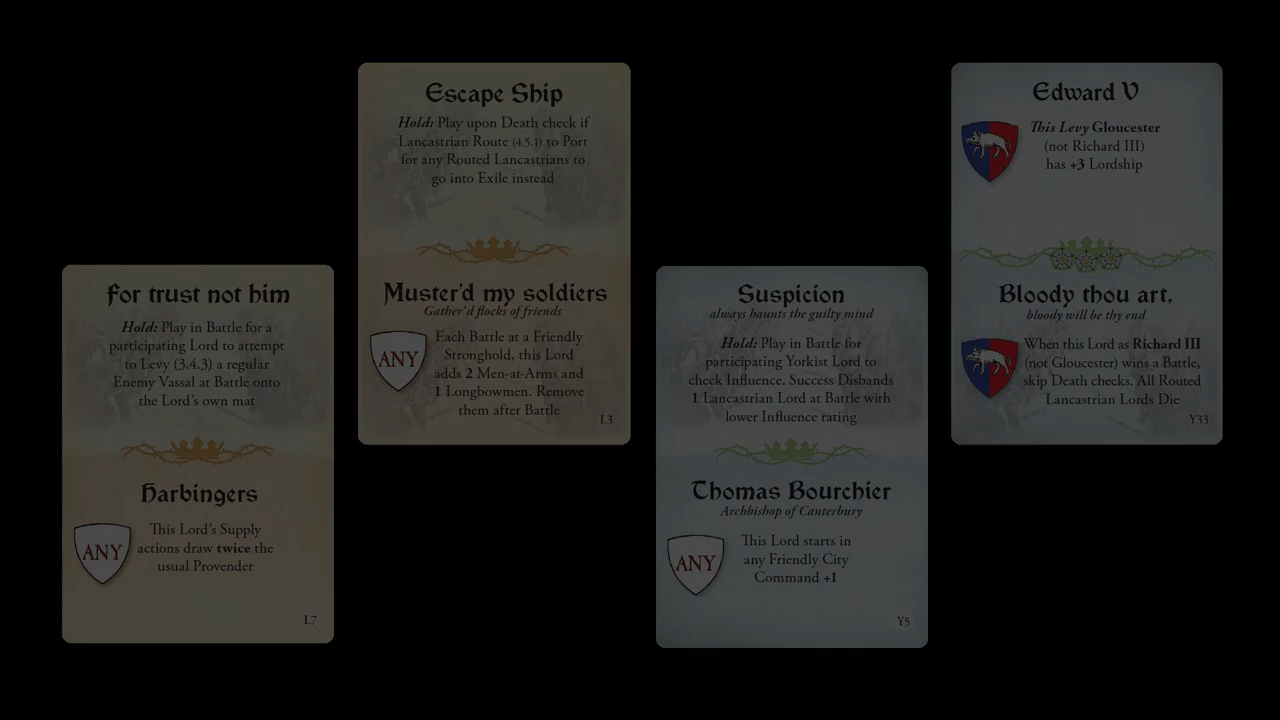 For trust not him
Hold: Play in Battle for a
participating Lord to attempt
to Levy (3.4.3) a regular
Enemy Vassal at Battle onto
the Lord's own mat
Harbingers
ANY
This Lord's Supply
actions draw twice the
usual Provender
L7
Escape Ship
Hold: Play upon Death check if
Lancastrian Route (4.5.1) to Port
for any Routed Lancastrians to
go into Exile instead
Muster'd my soldiers
Gather'd flocks of friends
ANY
Each Battle at a Friendly
Stronghold, this Lord
adds 2 Men-at-Arms and
1 Longbowmen. Remove
them after Battle
L3
Suspicion
always haunts the guilty mind
Hold: Play in Battle for
participating Yorkist Lord to
check Influence. Success Disbands
1 Lancastrian Lord at Battle with
lower Influence rating
Thomas Bourchier
Archbishop of Canterbury
ANY
This Lord starts in
any Friendly City
Command +1
Y5
Edward V
This Levy Gloucester
(not Richard III)
has +3 Lordship
Bloody thou art,
bloody will be thy end
When this Lord as Richard III
(not Gloucester) wins a Battle,
skip Death checks. All Routed
Lancastrian Lords Die
Y33